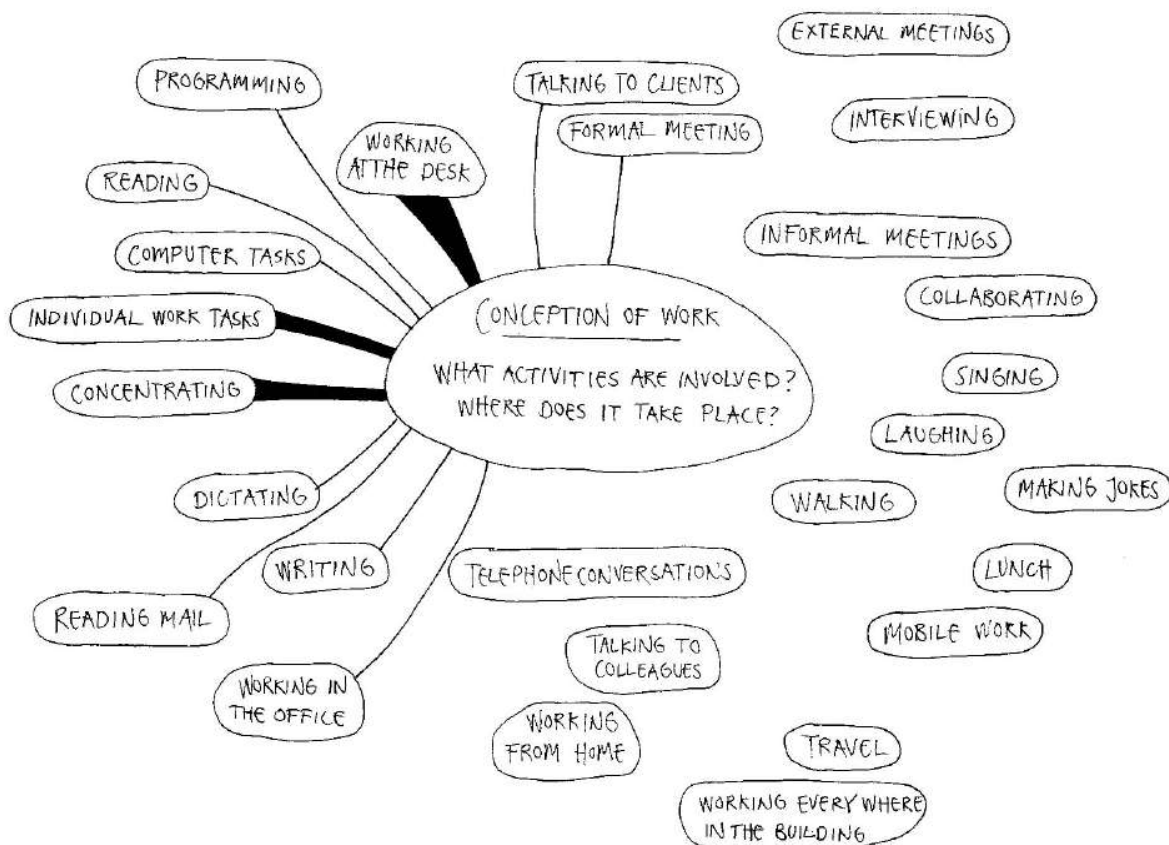 EXTERNAL MEETINGS
PROGRAMMING
TALKING TO CLIENTS
INTERVIEWING
FORMAL MEETING
WORKING
AT THE DESK
READING
INFORMAL MEETINGS
COMPUTER TASKS
COLLABORATING
INDIVIDUAL WORK TASKS
CONCEPTION OF WORK
WHAT ACTIVITIES ARE INVOLVED?
WHERE DOES IT TAKE PLACE?
CONCENTRATING
SINGING
LAUGHING
MAKING JOKES
WALKING
DICTATING
WRITING
TELEPHONE CONVERSATIONS
LUNCH
READING MAIL
MOBILE WORK
TALKING TO
COLLEAGUES
WORKING IN
THE OFFICE
WORKING
FROM HOME
TRAVEL
WORKING EVERY WHERE
IN THE BUILDING